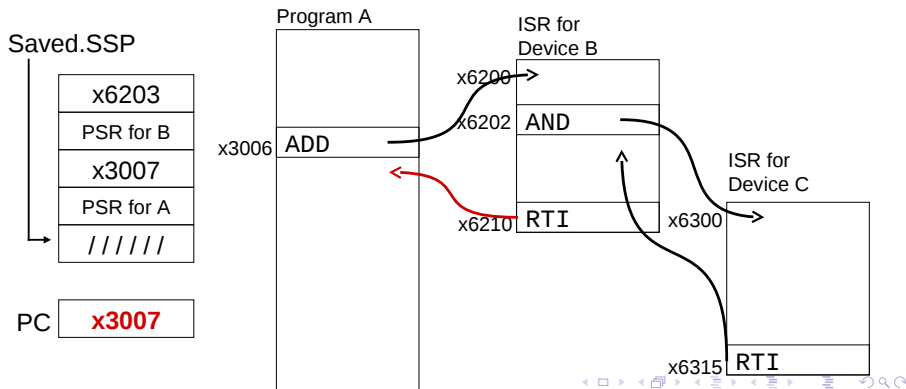 Program A
ISR for
Device B
Saved.SSP
x6200
x6203
PSR for B
x6202 AND
x3006 ADD
x3007
ISR for
Device C
PSR for A
x6210 RTI
x6300
//////
PC x3007
x6315 RTI